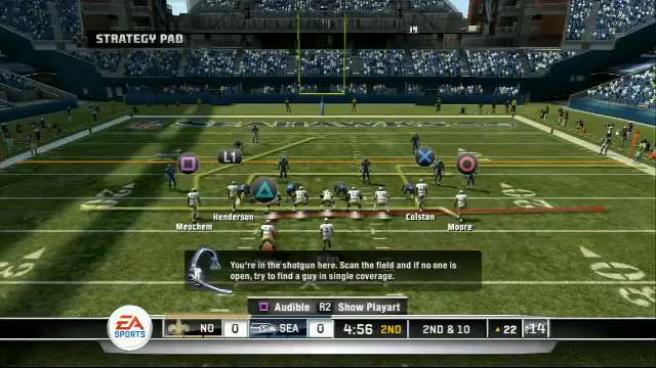 STRATEGY PAD
SEAHAWKS
L1
20
20
Meachem
Henderson
Colston
Moore
You're in the shotgun here. Scan the field and if no one is
open, try to find a guy in single coverage.
Audible R2 Show Playart
EA
SPORTS
NO 0 SEA 0 4:56 2ND 2ND & 10 22 :14